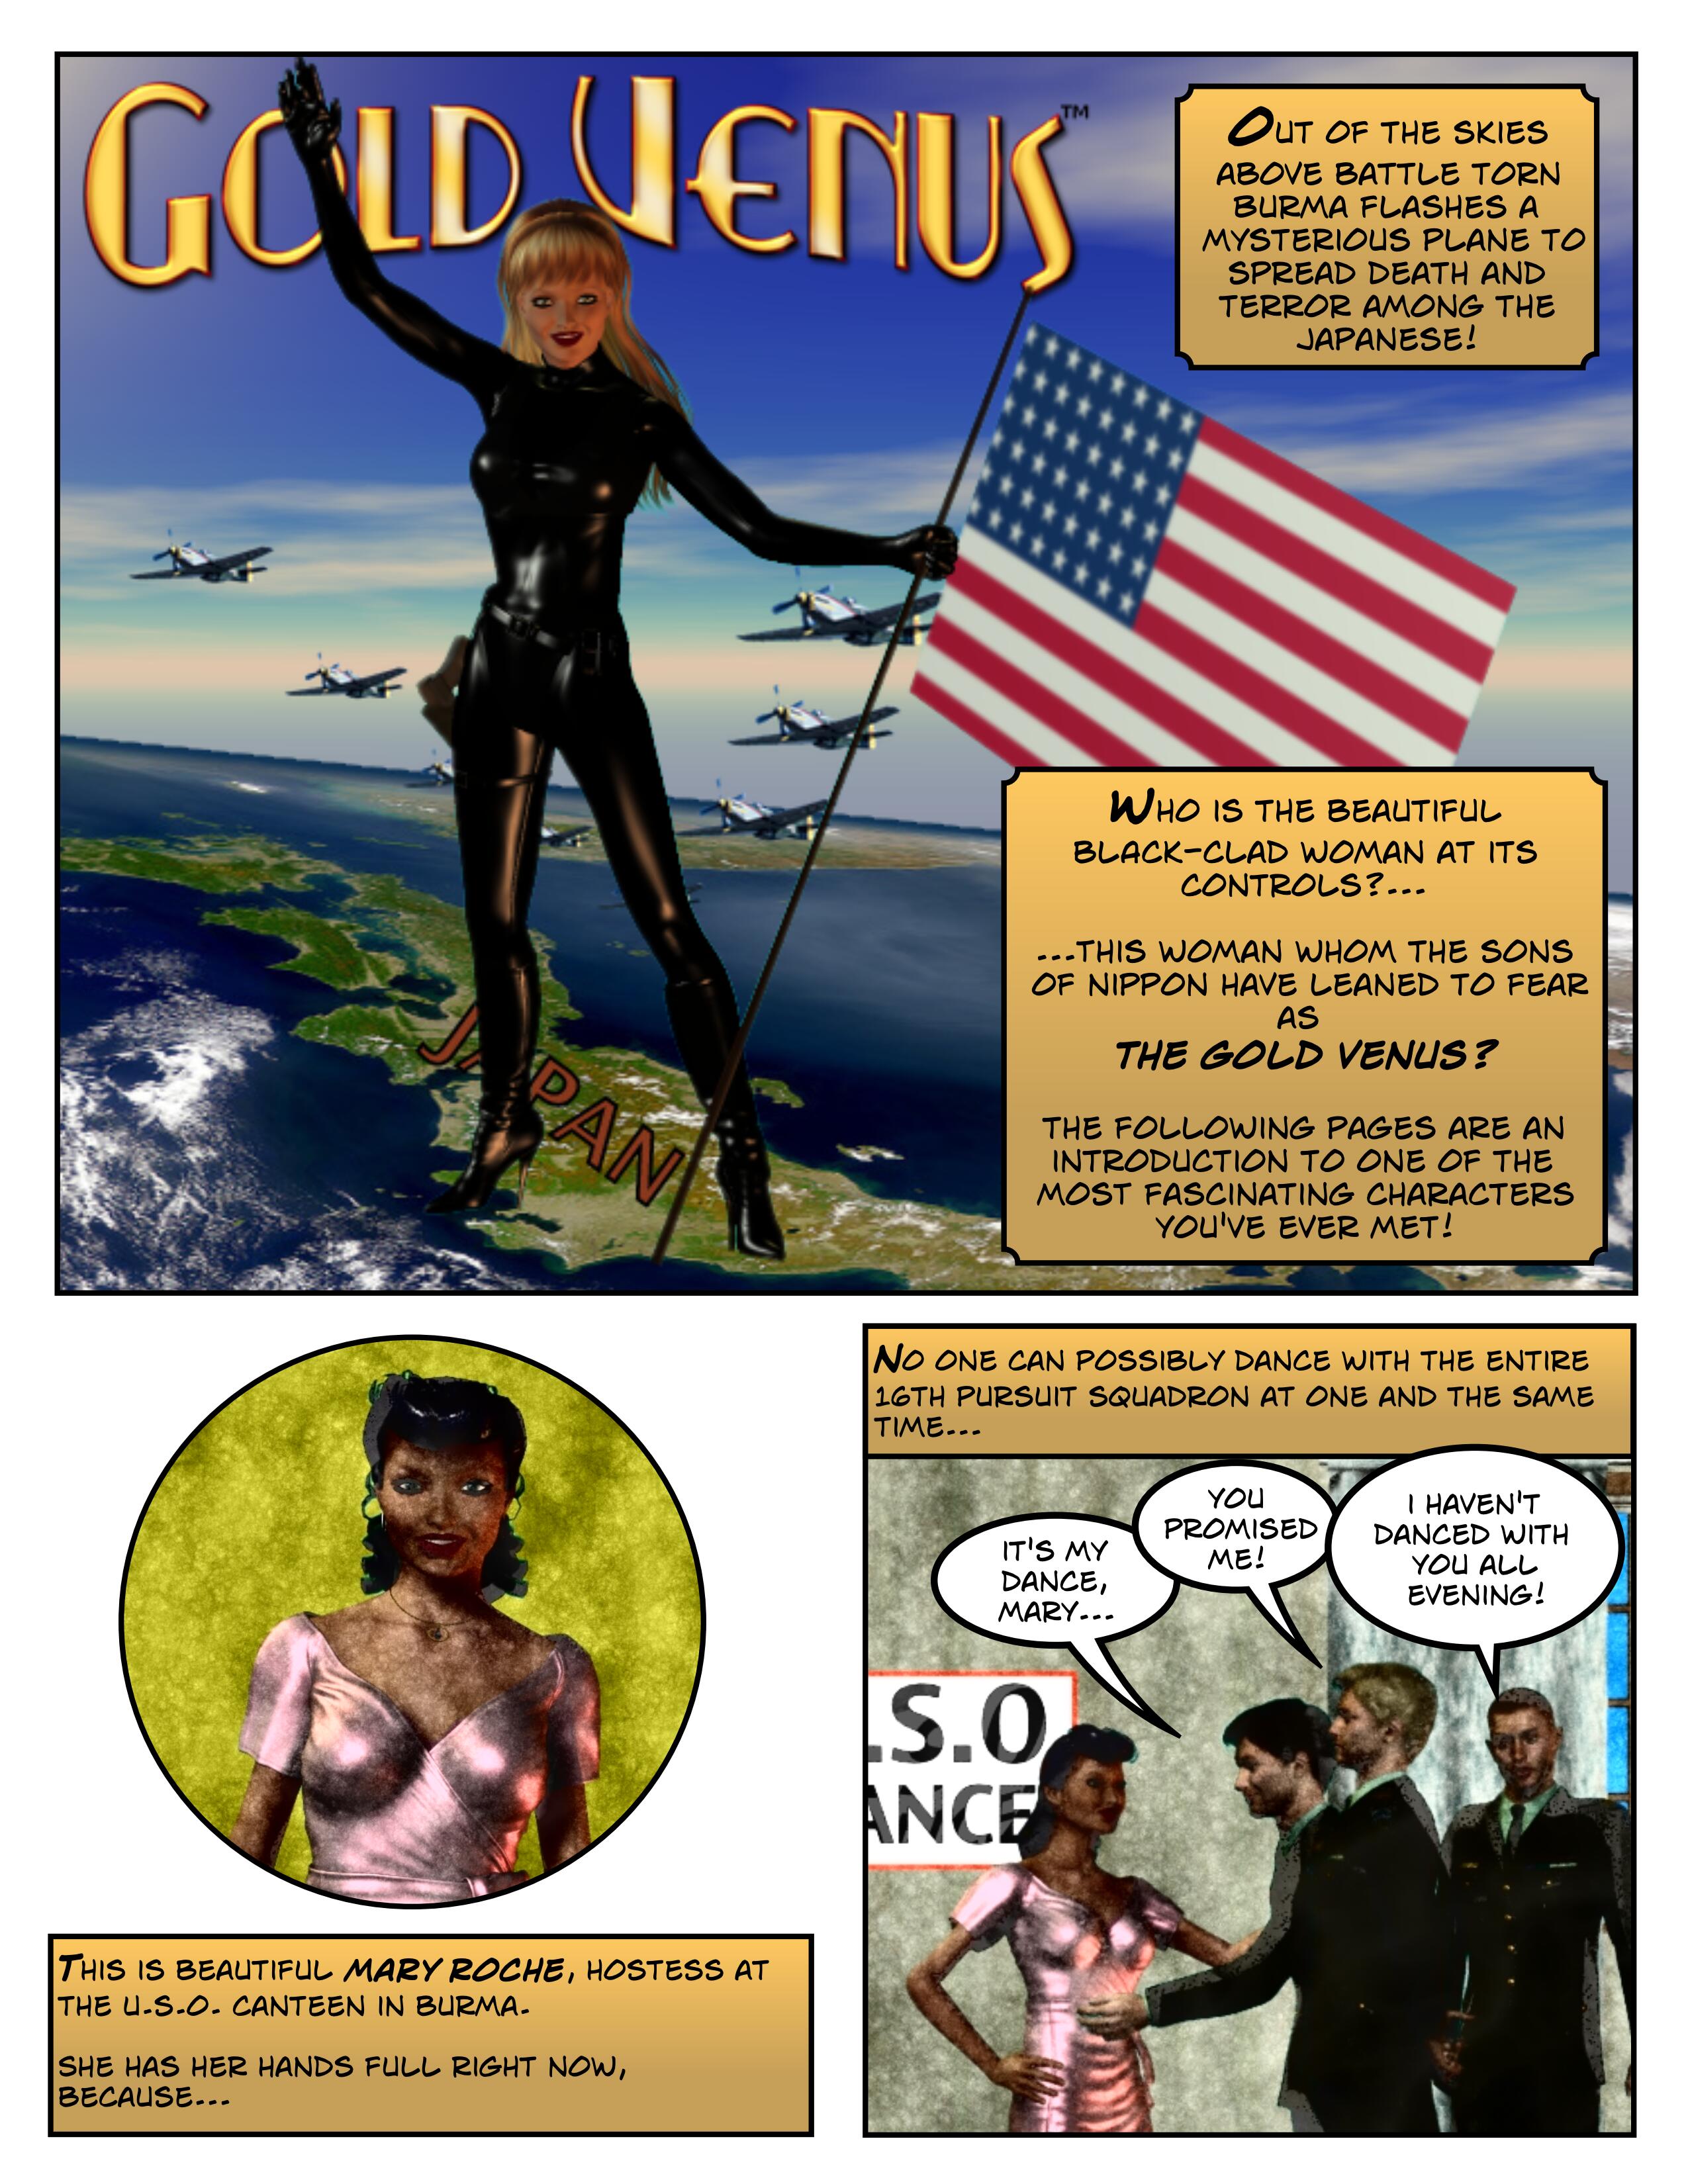 GOLD VENUS™
OUT OF THE SKIES
ABOVE BATTLE TORN
BURMA FLASHES A
MYSTERIOUS PLANE TO
SPREAD DEATH AND
TERROR AMONG THE
JAPANESE!
WHO IS THE BEAUTIFUL
BLACK-CLAD WOMAN AT ITS
CONTROLS?...
...THIS WOMAN WHOM THE SONS
OF NIPPON HAVE LEANED TO FEAR
AS
THE GOLD VENUS?
THE FOLLOWING PAGES ARE AN
INTRODUCTION TO ONE OF THE
MOST FASCINATING CHARACTERS
YOU'VE EVER MET!
JAPAN
THIS IS BEAUTIFUL MARY ROCHE, HOSTESS AT
THE U.S.O. CANTEEN IN BURMA.
SHE HAS HER HANDS FULL RIGHT NOW,
BECAUSE...
NO ONE CAN POSSIBLY DANCE WITH THE ENTIRE
16TH PURSUIT SQUADRON AT ONE AND THE SAME
TIME...
IT'S MY
DANCE,
MARY...
YOU
PROMISED
ME!
I HAVEN'T
DANCED WITH
YOU ALL
EVENING!
.S.O
ANCE